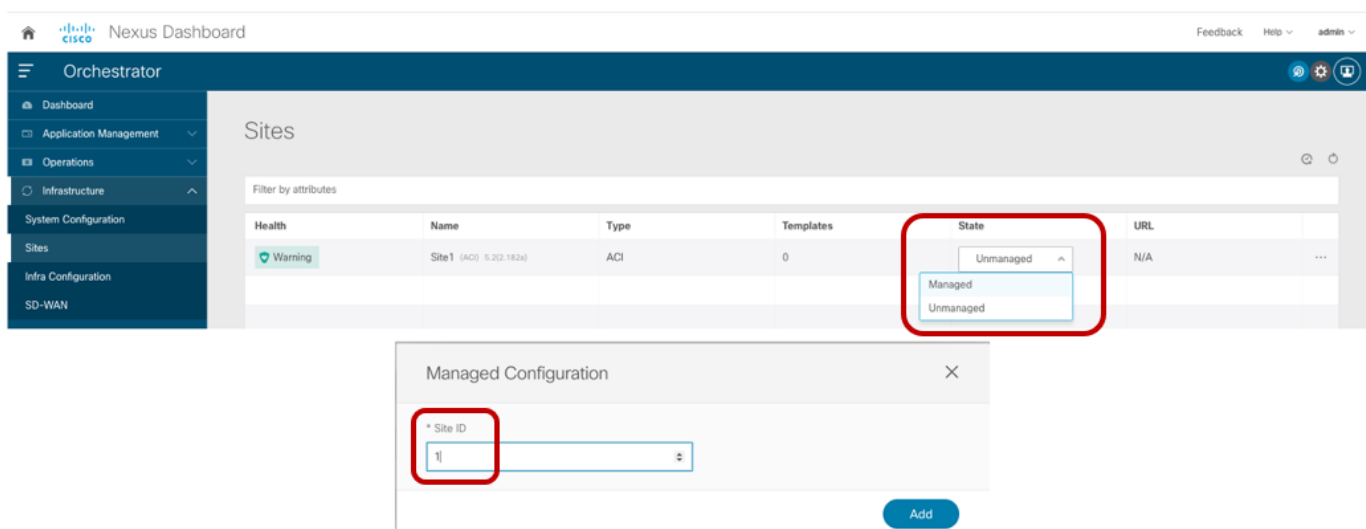 CISCO Nexus Dashboard Feedback Help admin
Orchestrator
Dashboard
Application Management
Operations
Infrastructure
System Configuration
Sites
Infra Configuration
SD-WAN
Sites
Filter by attributes
Health Name Type Templates State URL
Warning Site1 (ACI) 5.2(2.182a) ACI 0 Unmanaged N/A ...
Managed
Unmanaged
Managed Configuration
* Site ID
1
Add